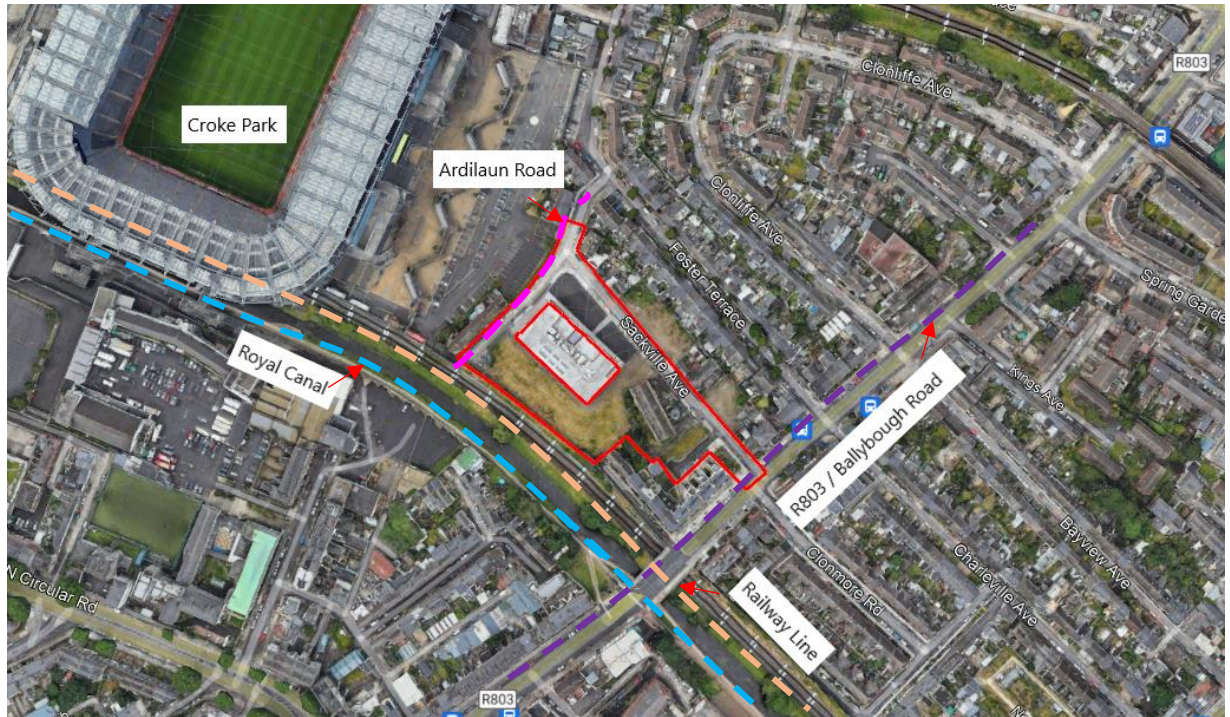 Clonliffe Ave
R803
Croke Park
Ardilaun Road
Clonliffe Ave
Foster Terrace
Spring Garde
Sackville Ave
Royal Canal
Kings Ave
R803 / Ballybough Road
Bayview Ave
Charleville Ave
Clonmore Rd
N Circular Rd
Railway Line
R803